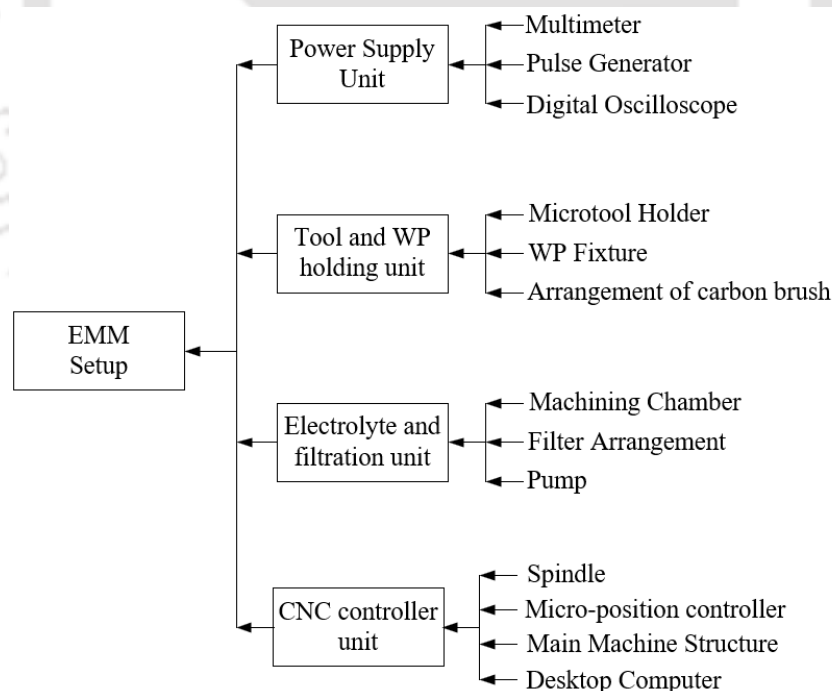 Power Supply
Unit
Multimeter
Pulse Generator
Digital Oscilloscope
Tool and WP
holding unit
Microtool Holder
WP Fixture
Arrangement of carbon brush
EMM
Setup
Electrolyte and
filtration unit
Machining Chamber
Filter Arrangement
Pump
CNC controller
unit
Spindle
Micro-position controller
Main Machine Structure
Desktop Computer